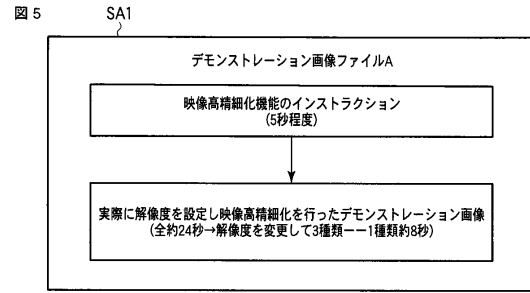 図5
SA1
デモンストレーション画像ファイルA
映像高精細化機能のインストラクション
(5秒程度)
実際に解像度を設定し映像高精細化を行ったデモンストレーション画像
(全約24秒→解像度を変更して3種類ーー1種類約8秒)